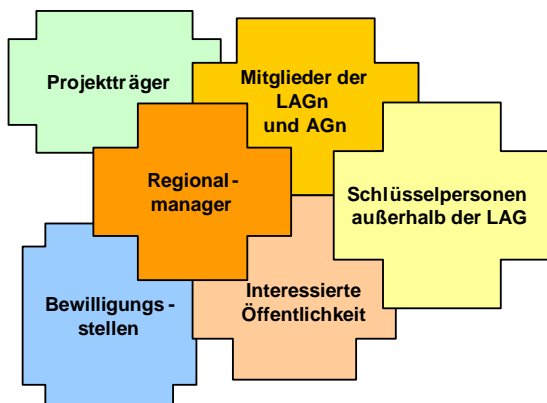 Projektträger
Mitglieder der
LAGn
und AGn
Regional-
manager
Schlüsselpersonen
außerhalb der LAG
Bewilligungs-
stellen
Interessierte
Öffentlichkeit